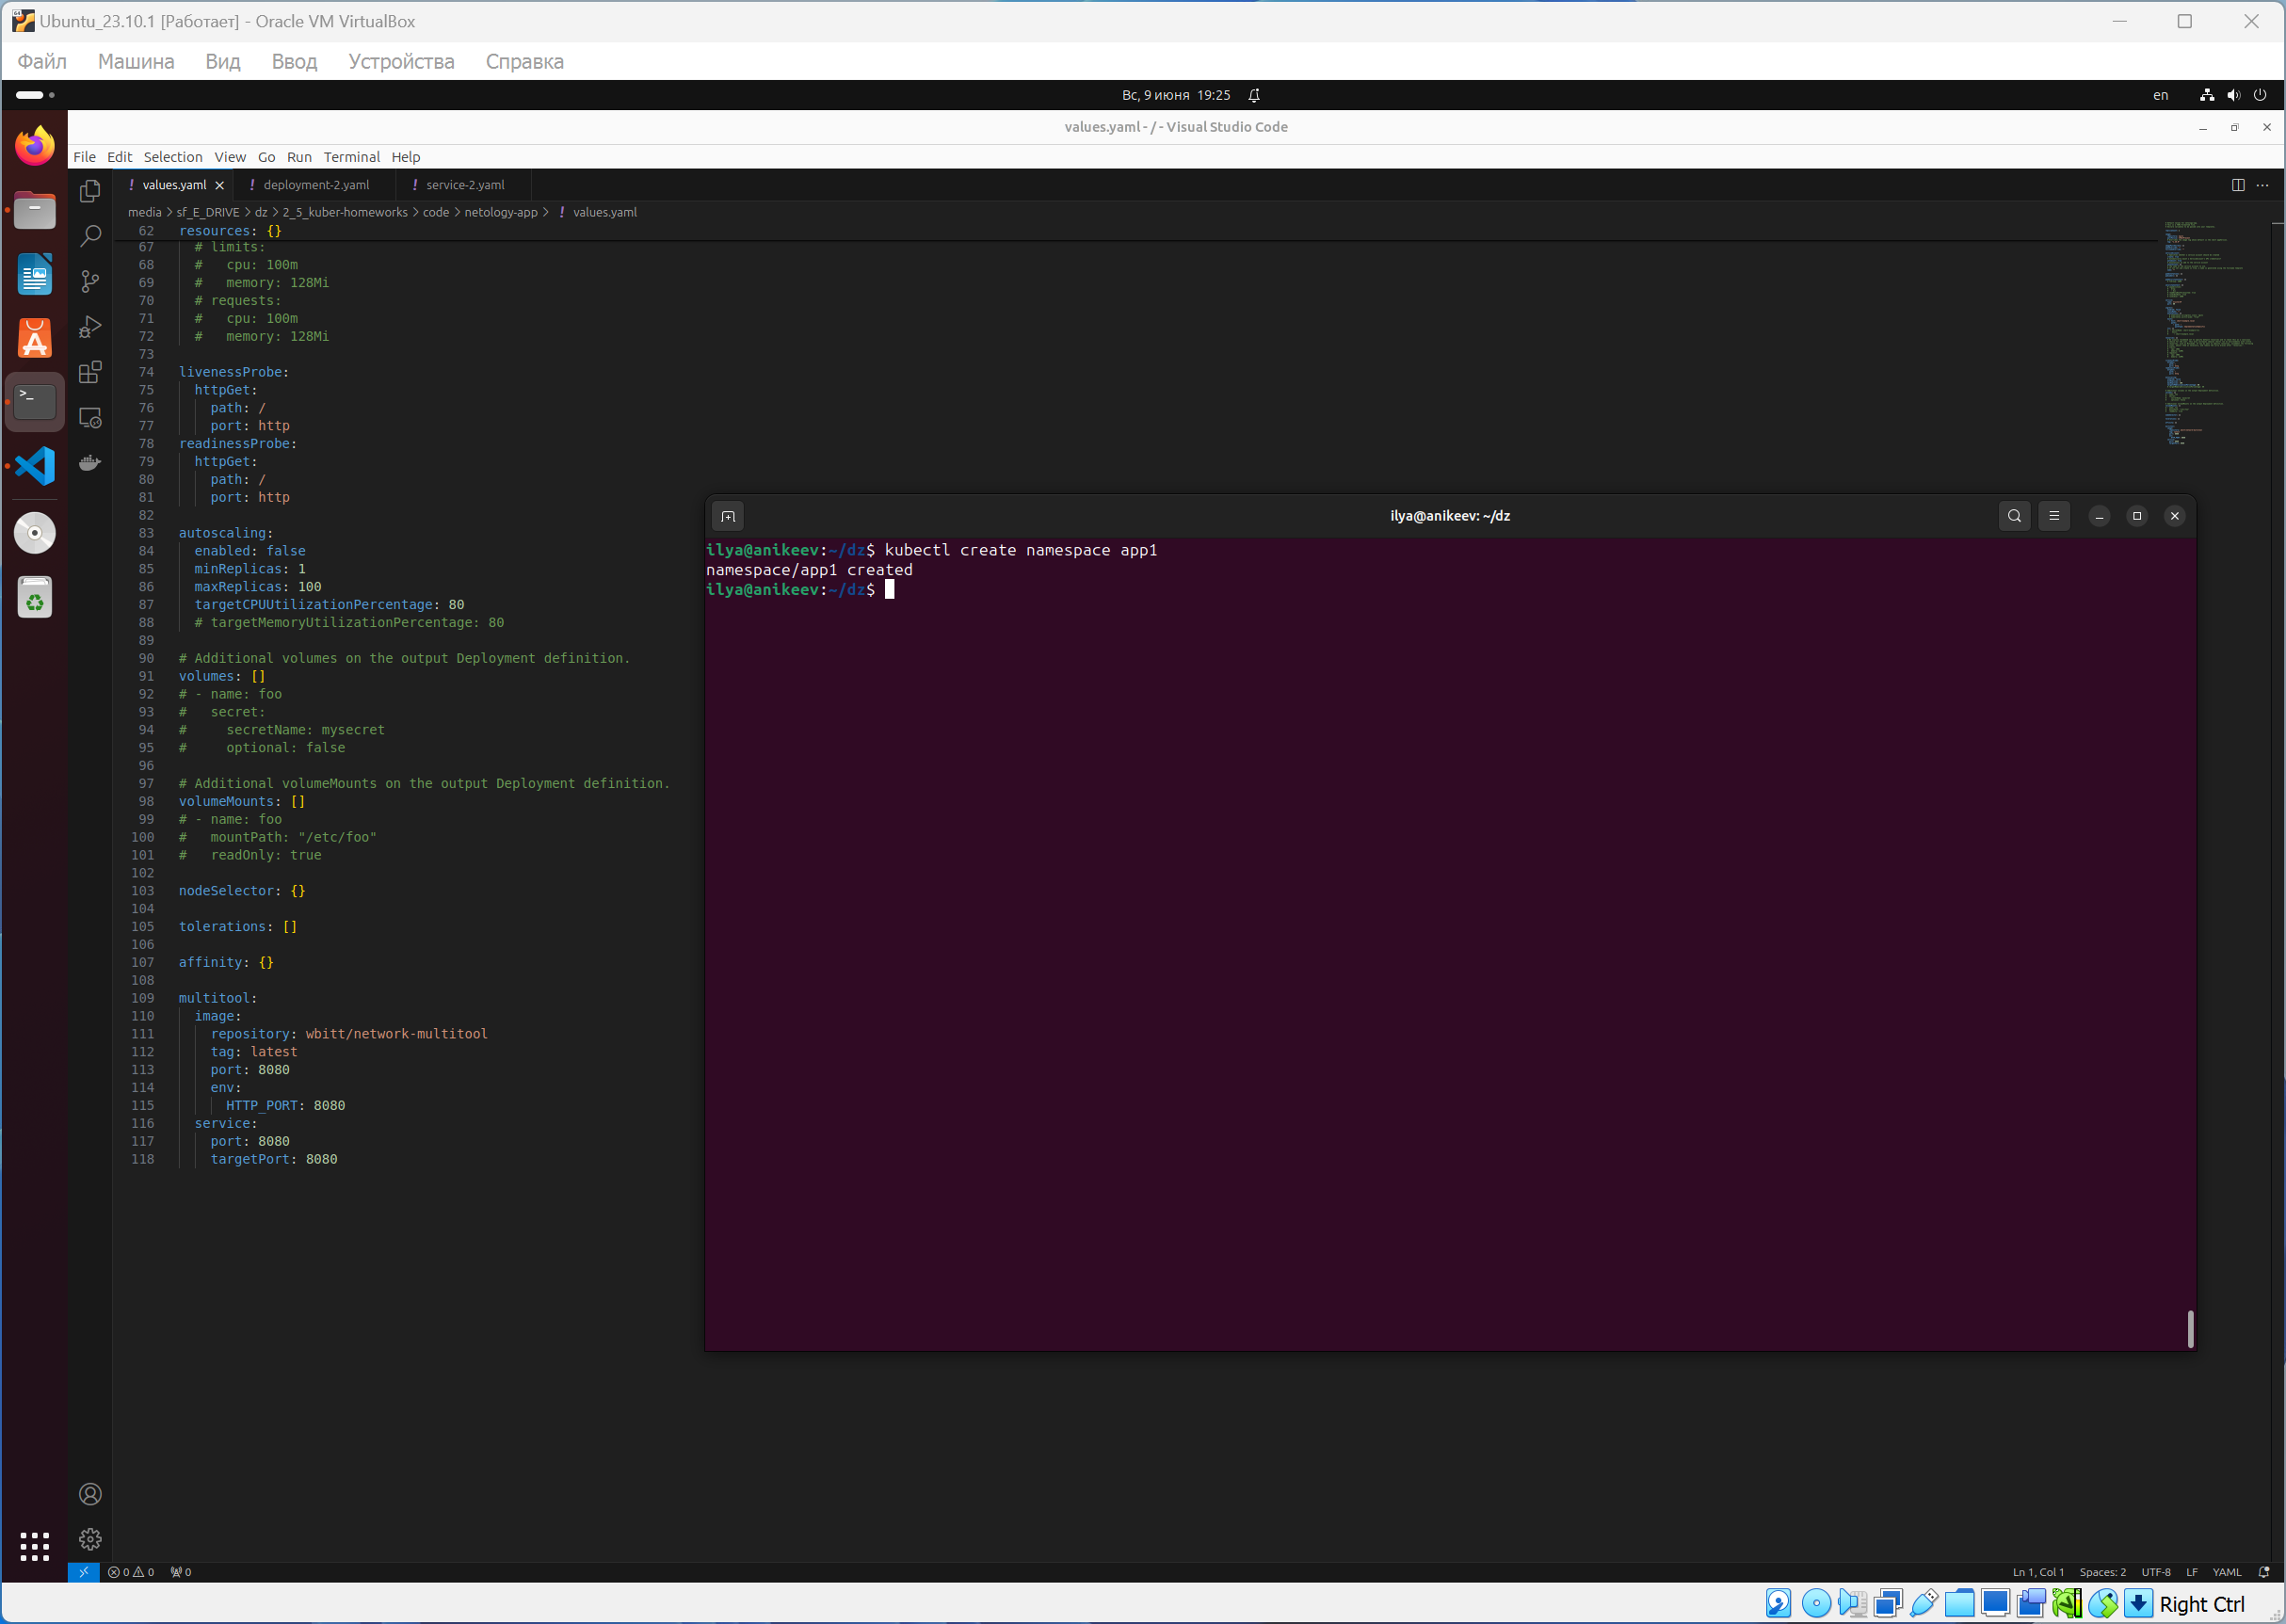 Ubuntu_23.10.1 [Работает] - Oracle VM VirtualBox
Файл Машина Вид Ввод Устройства Справка
Вс, 9 июня 19:25
en
values.yaml - / - Visual Studio Code
File Edit Selection View Go Run Terminal Help
! values.yaml ! deployment-2.yaml ! service-2.yaml
media > sf_E_DRIVE > dz > 2_5_kuber-homeworks > code > netology-app > ! values.yaml
62 resources: {}
67 # limits:
68 #   cpu: 100m
69 #   memory: 128Mi
70 # requests:
71 #   cpu: 100m
72 #   memory: 128Mi
73
74 livenessProbe:
75   httpGet:
76     path: /
77     port: http
78 readinessProbe:
79   httpGet:
80     path: /
81     port: http
82
83 autoscaling:
84   enabled: false
85   minReplicas: 1
86   maxReplicas: 100
87   targetCPUUtilizationPercentage: 80
88   # targetMemoryUtilizationPercentage: 80
89
90 # Additional volumes on the output Deployment definition.
91 volumes: []
92 # - name: foo
93 #   secret:
94 #     secretName: mysecret
95 #     optional: false
96
97 # Additional volumeMounts on the output Deployment definition.
98 volumeMounts: []
99 # - name: foo
100 #   mountPath: "/etc/foo"
101 #   readOnly: true
102
103 nodeSelector: {}
104
105 tolerations: []
106
107 affinity: {}
108
109 multitool:
110   image:
111     repository: wbitt/network-multitool
112     tag: latest
113     port: 8080
114     env:
115       HTTP_PORT: 8080
116   service:
117     port: 8080
118     targetPort: 8080
ilya@anikeev: ~/dz
ilya@anikeev:~/dz$ kubectl create namespace app1
namespace/app1 created
ilya@anikeev:~/dz$
0 0 0
Ln 1, Col 1 Spaces: 2 UTF-8 LF YAML
Right Ctrl